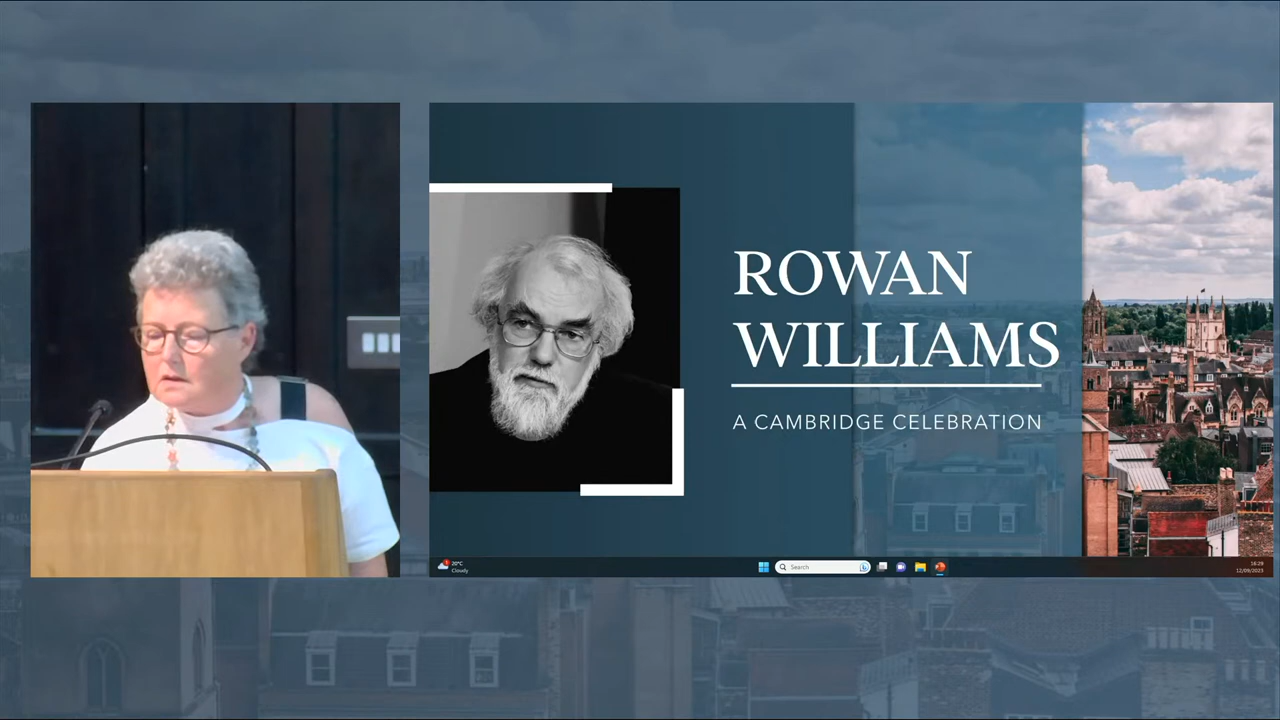 ROWAN
WILLIAMS
A CAMBRIDGE CELEBRATION
20°C
Cloudy
Search
16:29
12/09/2023